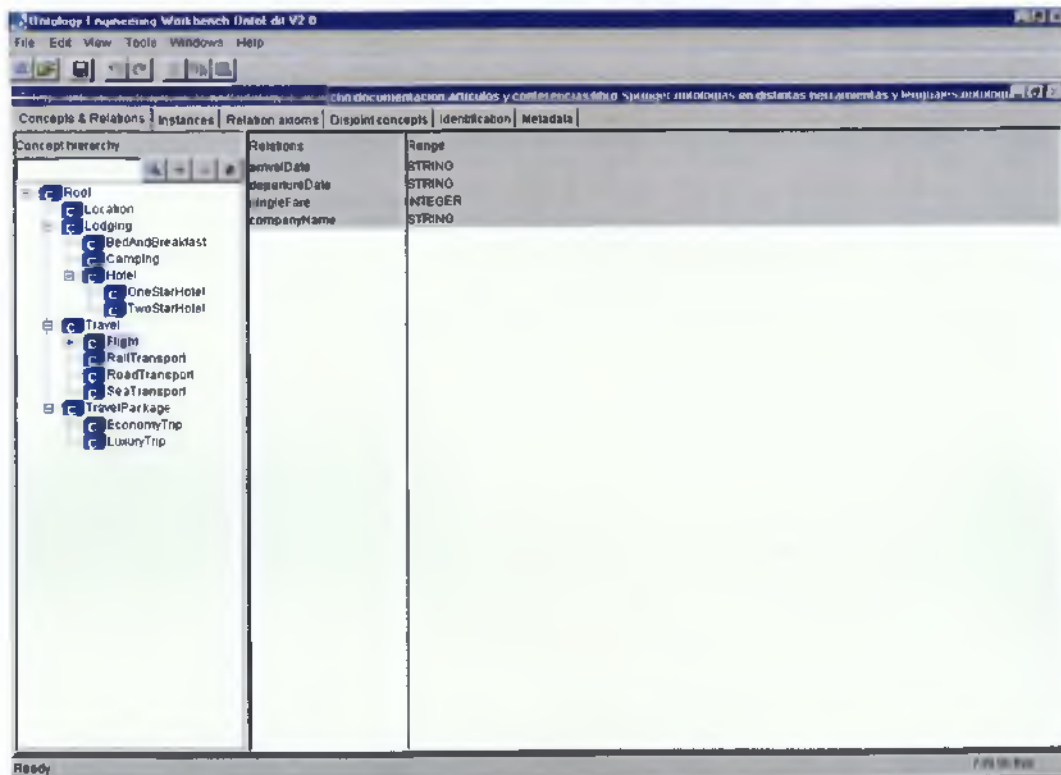 Ontology Engineering Workbench OntoEdit V2.0
File Edit View Tools Windows Help
documentacion articulos y conferencias libro Springer ontologias en distintas herramientas y lenguajes
Concepts & Relations Instances Relation axioms Disjoint concepts Identification Metadata
Concept hierarchy Relations Range
arrivalDate STRING
departureDate STRING
singleFare INTEGER
companyName STRING
Root
Location
Lodging
BedAndBreakfast
Camping
Hotel
OneStarHotel
TwoStarHotel
Travel
Flight
RailTransport
RoadTransport
SeaTransport
TravelPackage
EconomyTrip
LuxuryTrip
Ready